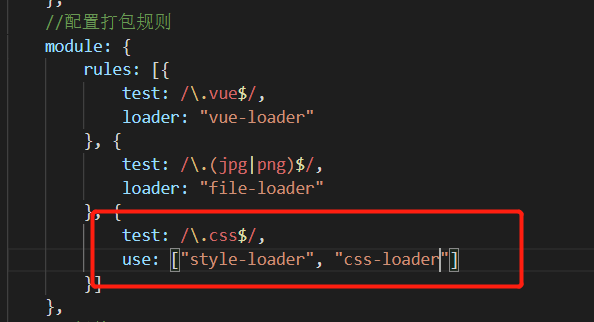 },
//配置打包规则
module: {
rules: [{
test: /\.vue$/,
loader: "vue-loader"
}, {
test: /\.(jpg|png)$/,
loader: "file-loader"
}, {
test: /\.css$/,
use: ["style-loader", "css-loader"]
}]
},